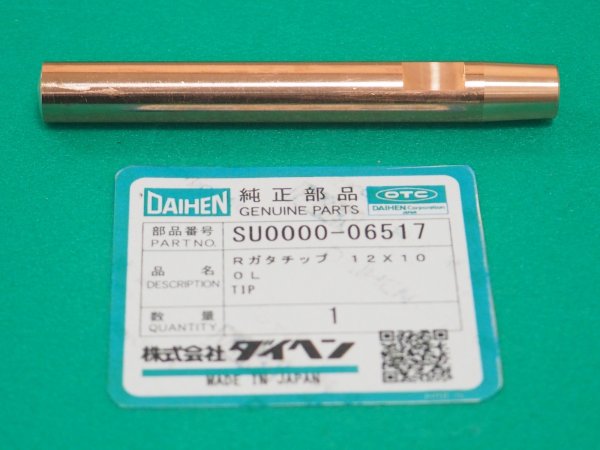 DAIHEN 純正部品 OTC
GENUINE PARTS DAIHEN Corporation
JAPAN
部品番号 SU0000-06517
PART NO.
品名 Rガタチップ 12X10
DESCRIPTION 0L
TIP
数量 1
QUANTITY
株式会社ダイヘン
MADE IN JAPAN